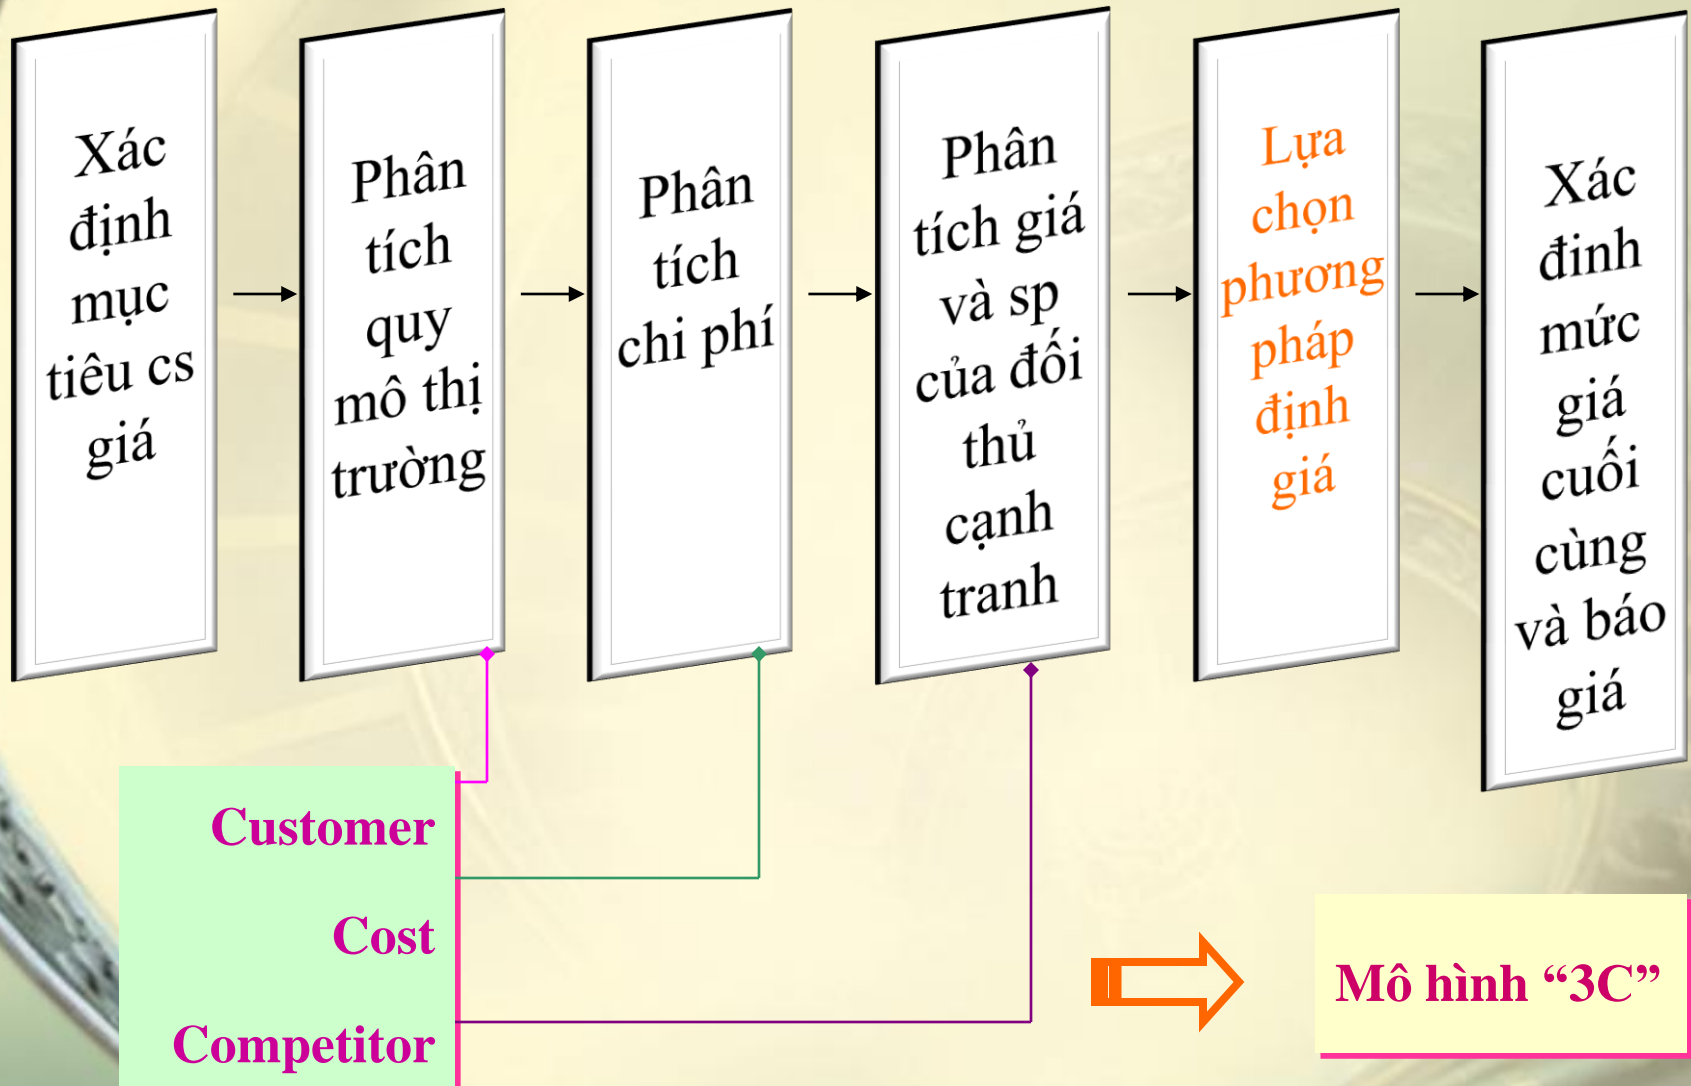 Xác
định
mục
tiêu cs
giá
Phân
tích
quy
mô thị
trường
Phân
tích
chi phí
Phân
tích giá
và sp
của đối
thủ
cạnh
tranh
Lựa
chọn
phương
pháp
định
giá
Xác
đinh
mức
giá
cuối
cùng
và báo
giá
Customer
Cost
Competitor
Mô hình “3C”